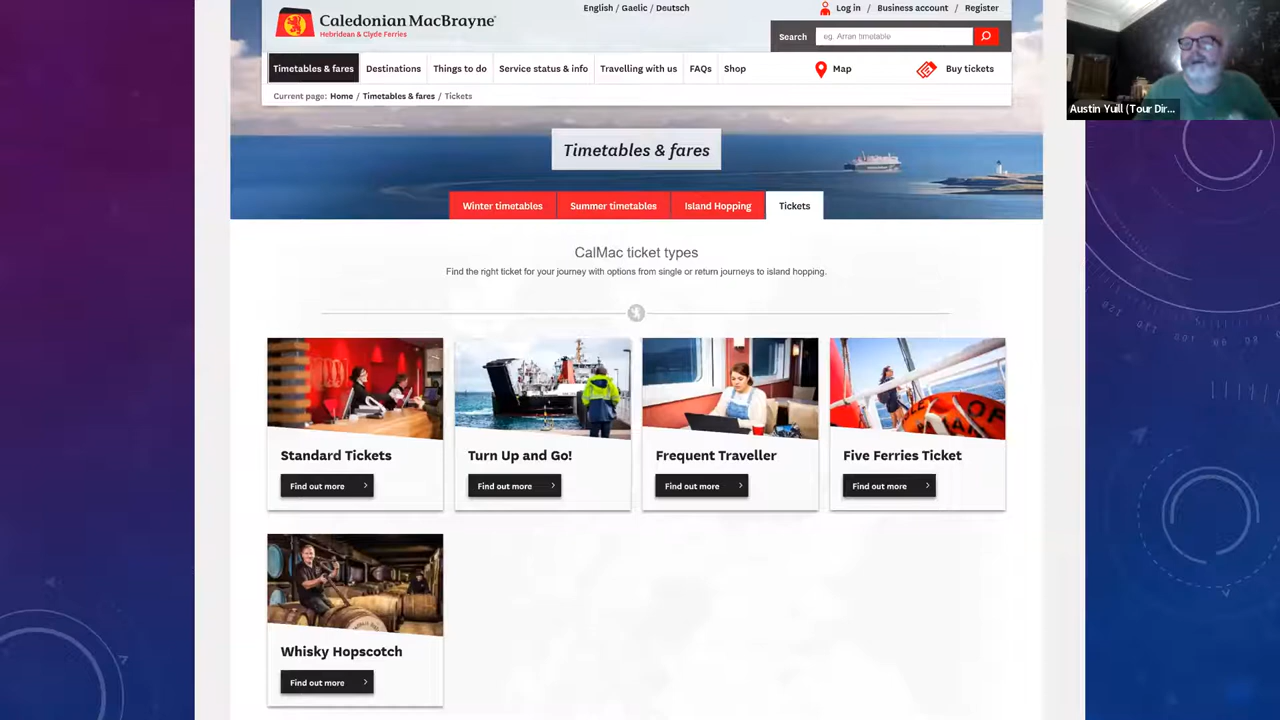 English / Gaelic / Deutsch
Log in / Business account / Register
Caledonian MacBrayne
Hebridean & Clyde Ferries
Search
eg. Arran timetable
Timetables & fares
Destinations
Things to do
Service status & info
Travelling with us
FAQs
Shop
Map
Buy tickets
Current page: Home / Timetables & fares / Tickets
Austin Yuill (Tour Dir...
Timetables & fares
Winter timetables
Summer timetables
Island Hopping
Tickets
CalMac ticket types
Find the right ticket for your journey with options from single or return journeys to island hopping.
Standard Tickets
Find out more
Turn Up and Go!
Find out more
Frequent Traveller
Find out more
Five Ferries Ticket
Find out more
Whisky Hopscotch
Find out more